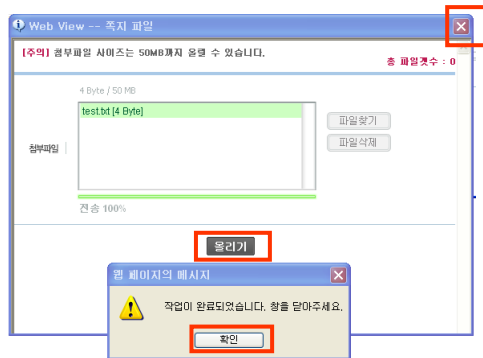 Web View -- 쪽지 파일
[주의] 첨부파일 사이즈는 50MB까지 올릴 수 있습니다.
총 파일갯수 : 0
4 Byte / 50 MB
test.txt [4 Byte]
파일찾기
첨부파일
파일삭제
전송 100%
올리기
웹 페이지의 메시지
작업이 완료되었습니다. 창을 닫아주세요.
확인